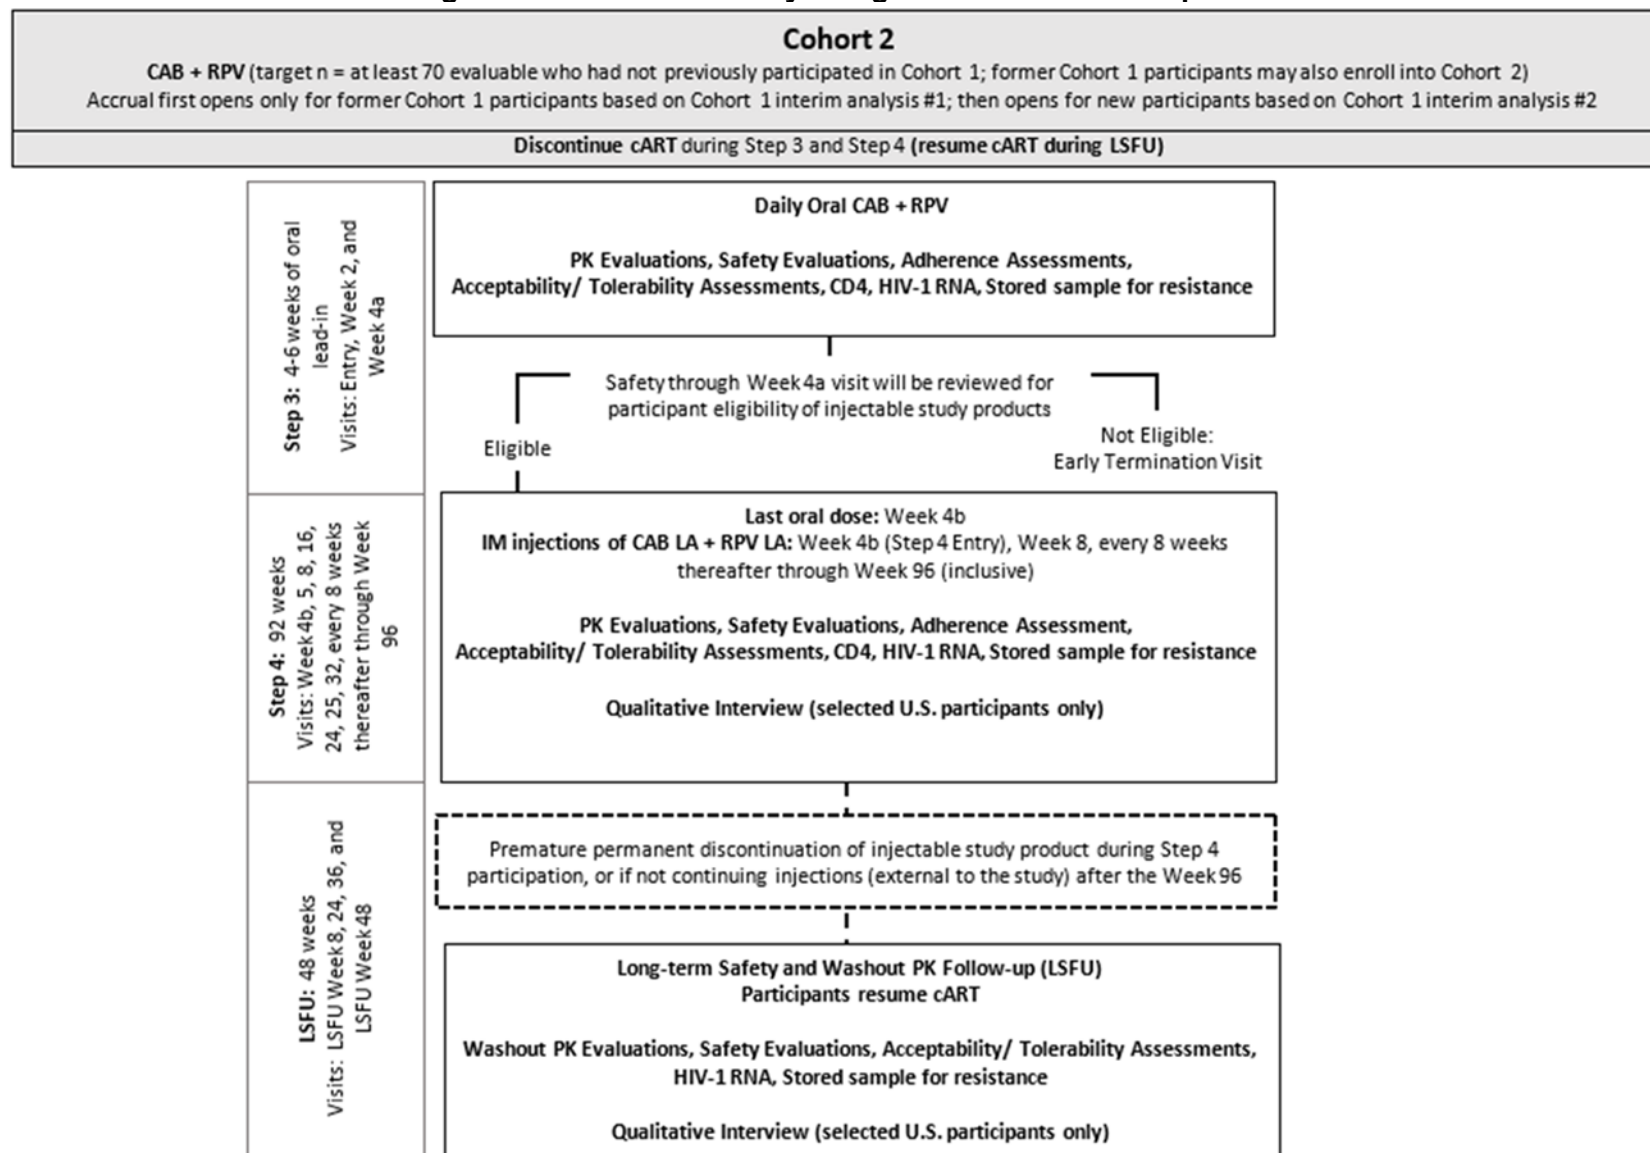 Cohort 2
CAB + RPV (target n = at least 70 evaluable who had not previously participated in Cohort 1; former Cohort 1 participants may also enroll into Cohort 2)
Accrual first opens only for former Cohort 1 participants based on Cohort 1 interim analysis #1; then opens for new participants based on Cohort 1 interim analysis #2
Discontinue cART during Step 3 and Step 4 (resume cART during LSFU)
Step 3: 4-6 weeks of oral
lead-in
Visits: Entry, Week 2, and
Week 4a
Daily Oral CAB + RPV
PK Evaluations, Safety Evaluations, Adherence Assessments,
Acceptability/ Tolerability Assessments, CD4, HIV-1 RNA, Stored sample for resistance
Safety through Week 4a visit will be reviewed for
participant eligibility of injectable study products
Eligible
Not Eligible:
Early Termination Visit
Step 4: 92 weeks
Visits: Week 4b, 5, 8, 16,
24, 25, 32, every 8 weeks
thereafter through Week
96
Last oral dose: Week 4b
IM injections of CAB LA + RPV LA: Week 4b (Step 4 Entry), Week 8, every 8 weeks
thereafter through Week 96 (inclusive)
PK Evaluations, Safety Evaluations, Adherence Assessment,
Acceptability/ Tolerability Assessments, CD4, HIV-1 RNA, Stored sample for resistance
Qualitative Interview (selected U.S. participants only)
Premature permanent discontinuation of injectable study product during Step 4
participation, or if not continuing injections (external to the study) after the Week 96
LSFU: 48 weeks
Visits: LSFU Week 8, 24, 36, and
LSFU Week 48
Long-term Safety and Washout PK Follow-up (LSFU)
Participants resume cART
Washout PK Evaluations, Safety Evaluations, Acceptability/ Tolerability Assessments,
HIV-1 RNA, Stored sample for resistance
Qualitative Interview (selected U.S. participants only)